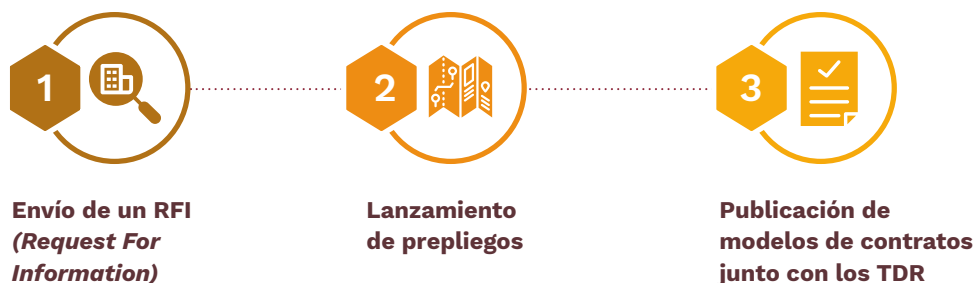 1
2
3
Envío de un RFI
(Request For
Information)
Lanzamiento
de prepliegos
Publicación de
modelos de contratos
junto con los TDR